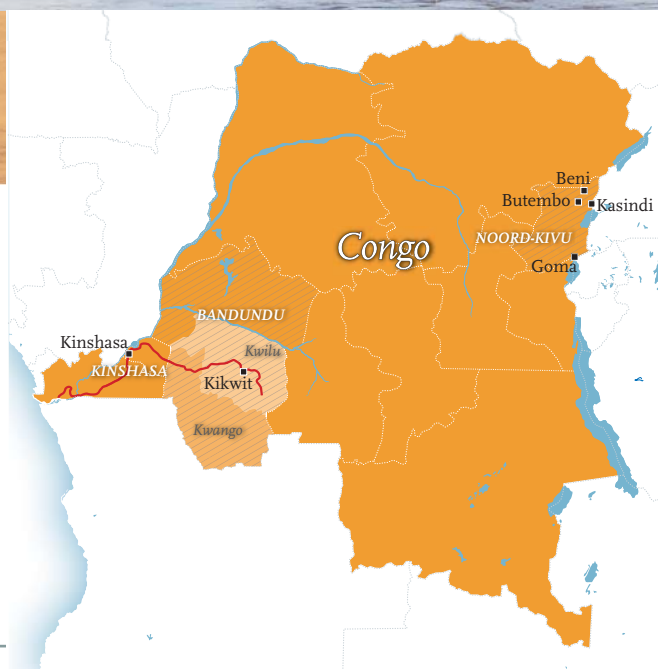 Beni
Butembo
Kasindi
NOORD-KIVU
Congo
Goma
BANDUNDU
Kinshasa
Kwilu
KINSHASA
Kikwit
Kwango